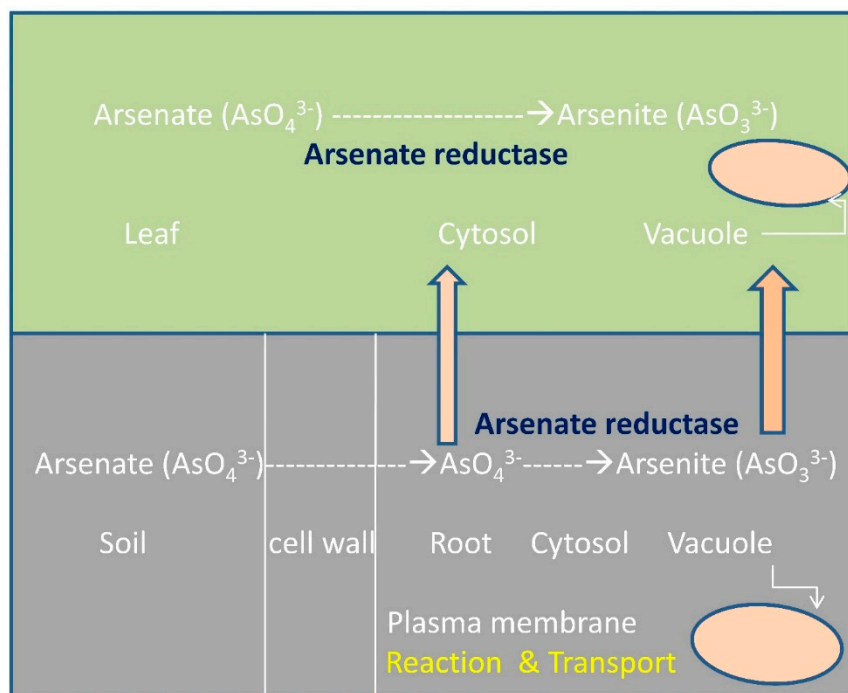 Arsenate (AsO₄³⁻) --------------------→Arsenite (AsO₃³⁻)
Arsenate reductase
Leaf Cytosol Vacuole
Arsenate reductase
Arsenate (AsO₄³⁻)-------------→AsO₄³⁻------→Arsenite (AsO₃³⁻)
Soil cell wall Root Cytosol Vacuole
Plasma membrane
Reaction & Transport